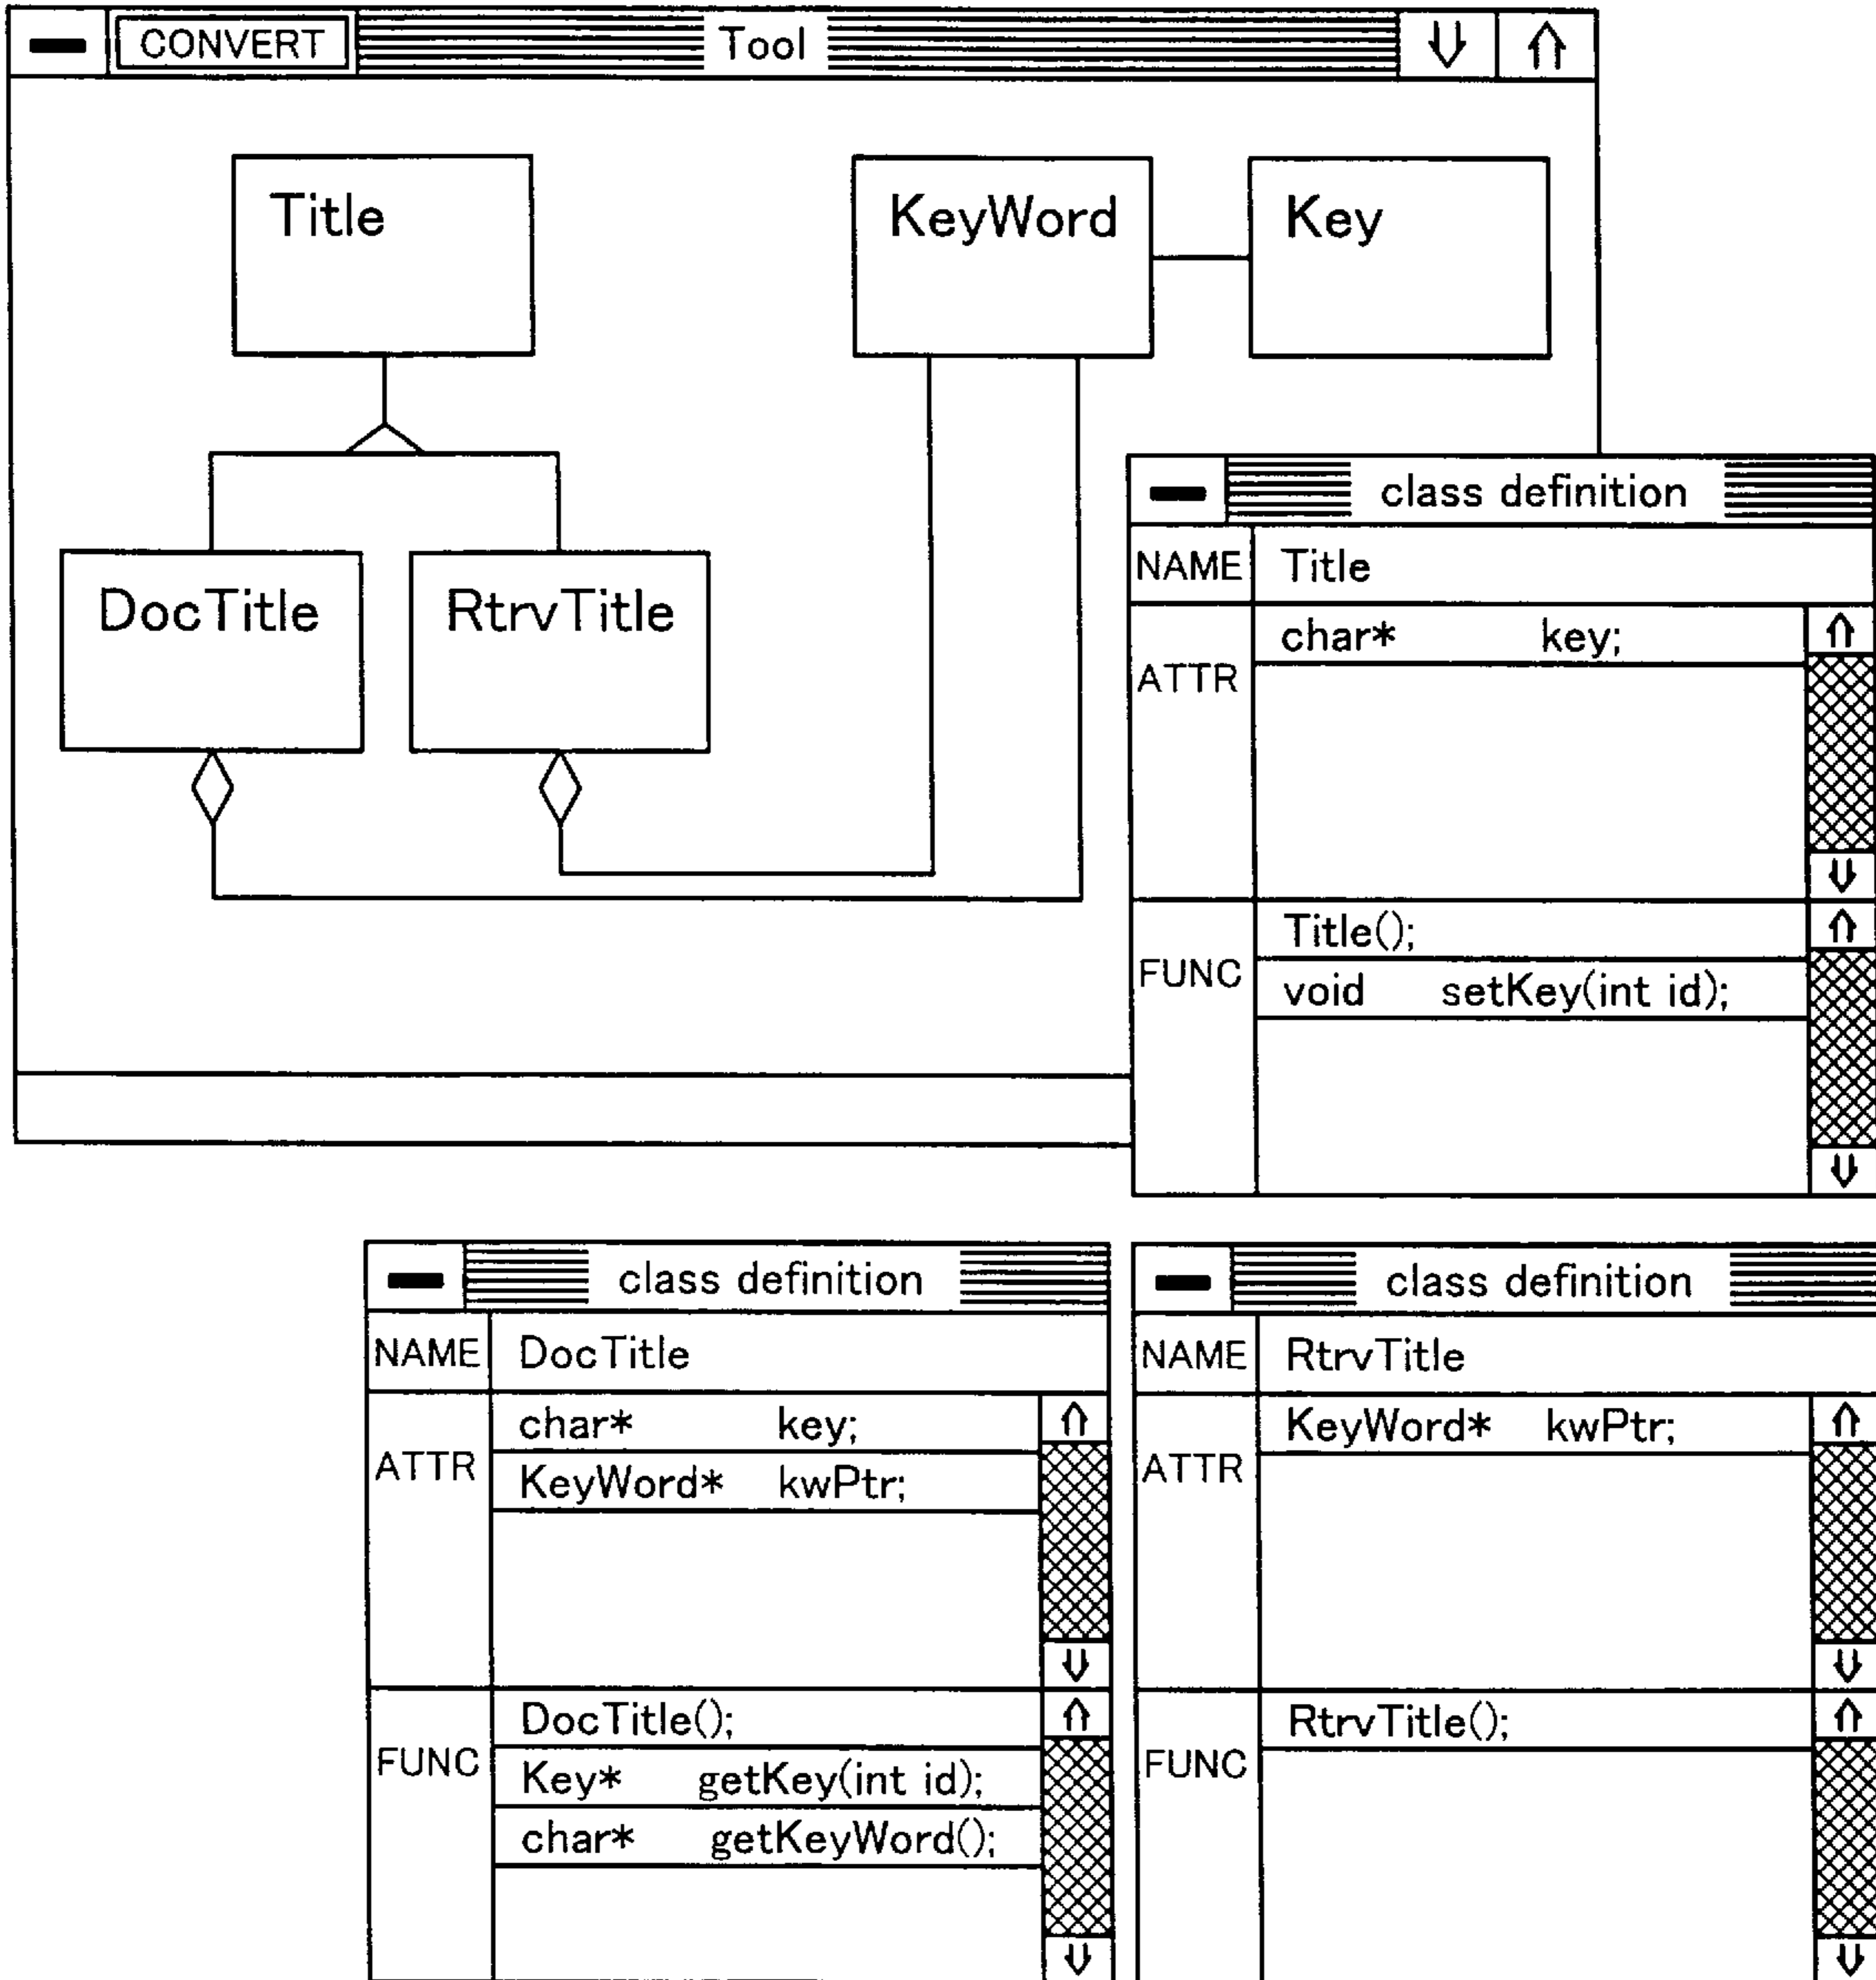 CONVERT Tool
Title KeyWord Key
DocTitle RtrvTitle
class definition
NAME Title
ATTR
char* key;
FUNC
Title();
void setKey(int id);
class definition
NAME DocTitle
ATTR
char* key;
KeyWord* kwPtr;
FUNC
DocTitle();
Key* getKey(int id);
char* getKeyWord();
class definition
NAME RtrvTitle
ATTR
KeyWord* kwPtr;
FUNC
RtrvTitle();